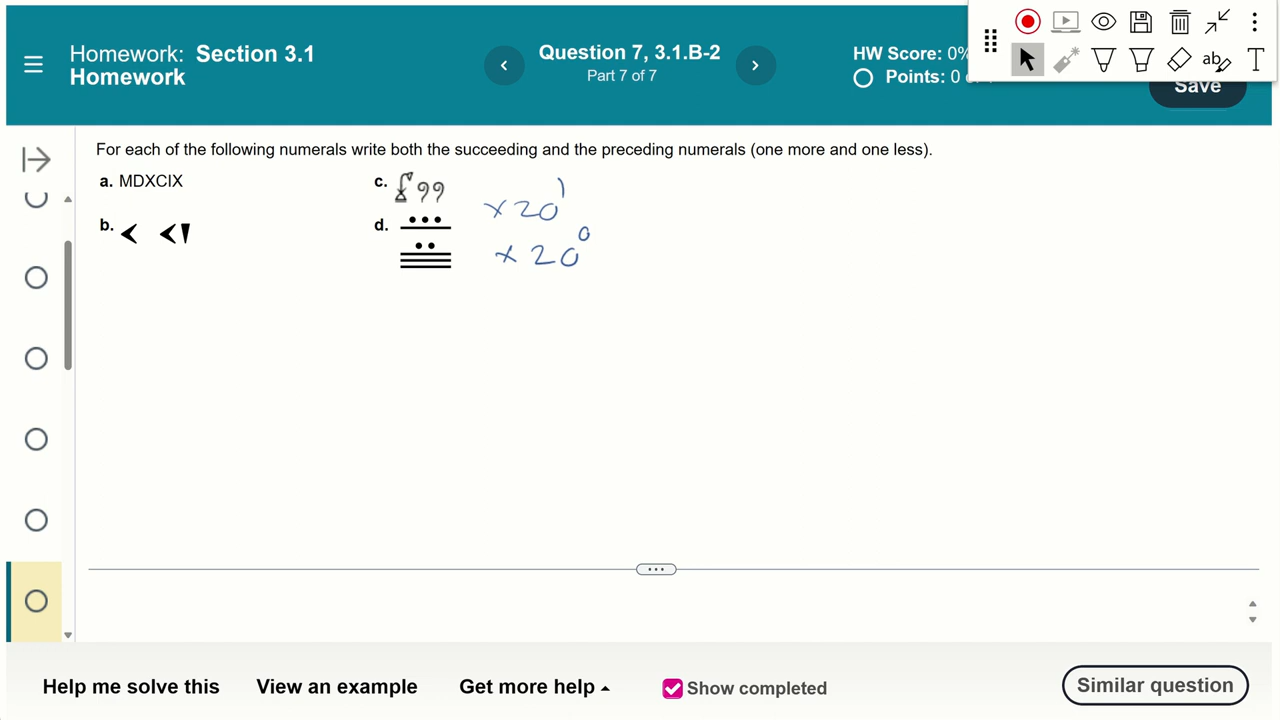 Homework: Section 3.1
Homework
Question 7, 3.1.B-2
Part 7 of 7
HW Score: 0%
Points: 0
Save
For each of the following numerals write both the succeeding and the preceding numerals (one more and one less).
a. MDXCIX
c.
× 20¹
b.
d.
× 20⁰
Help me solve this
View an example
Get more help
Show completed
Similar question